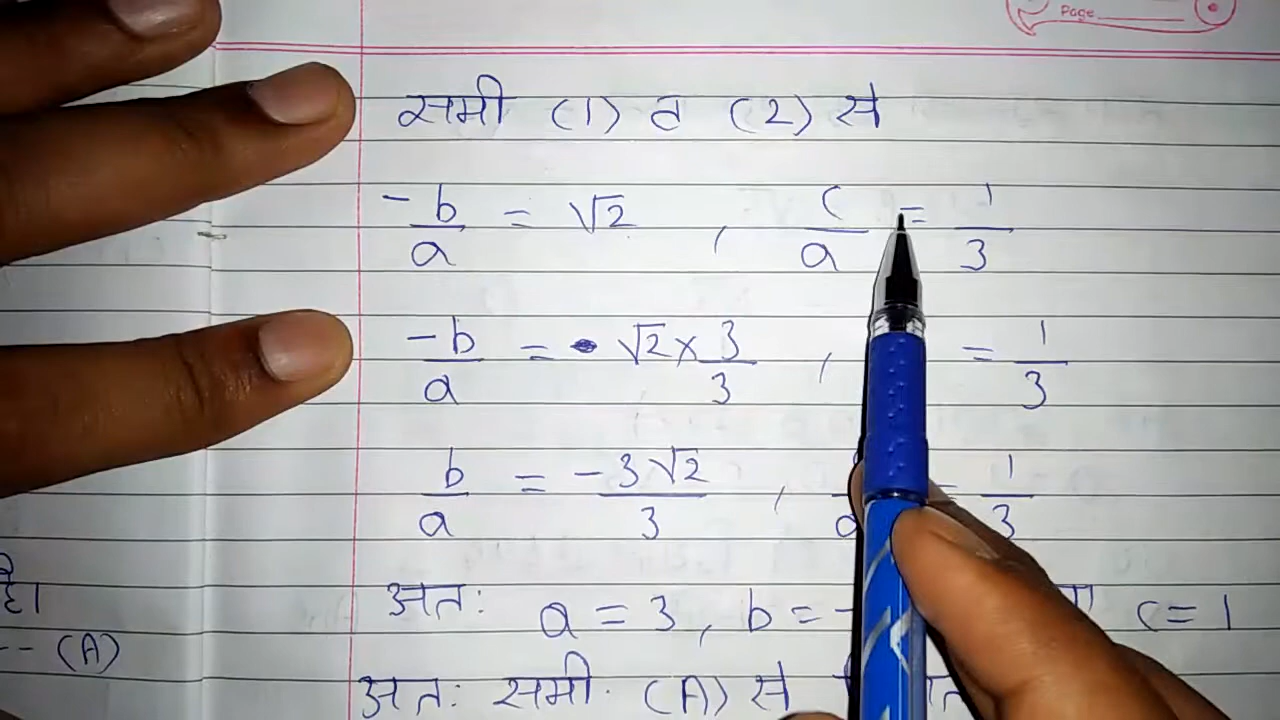 Page
समी (1) व (2) से
-b/a = √2 , c/a = 1/3
-b/a = √2 × 3/3 , = 1/3
b/a = -3√2/3 , = 1/3
है।
अतः a = 3, b = - c = 1
-- (A)
अतः समी. (A) से